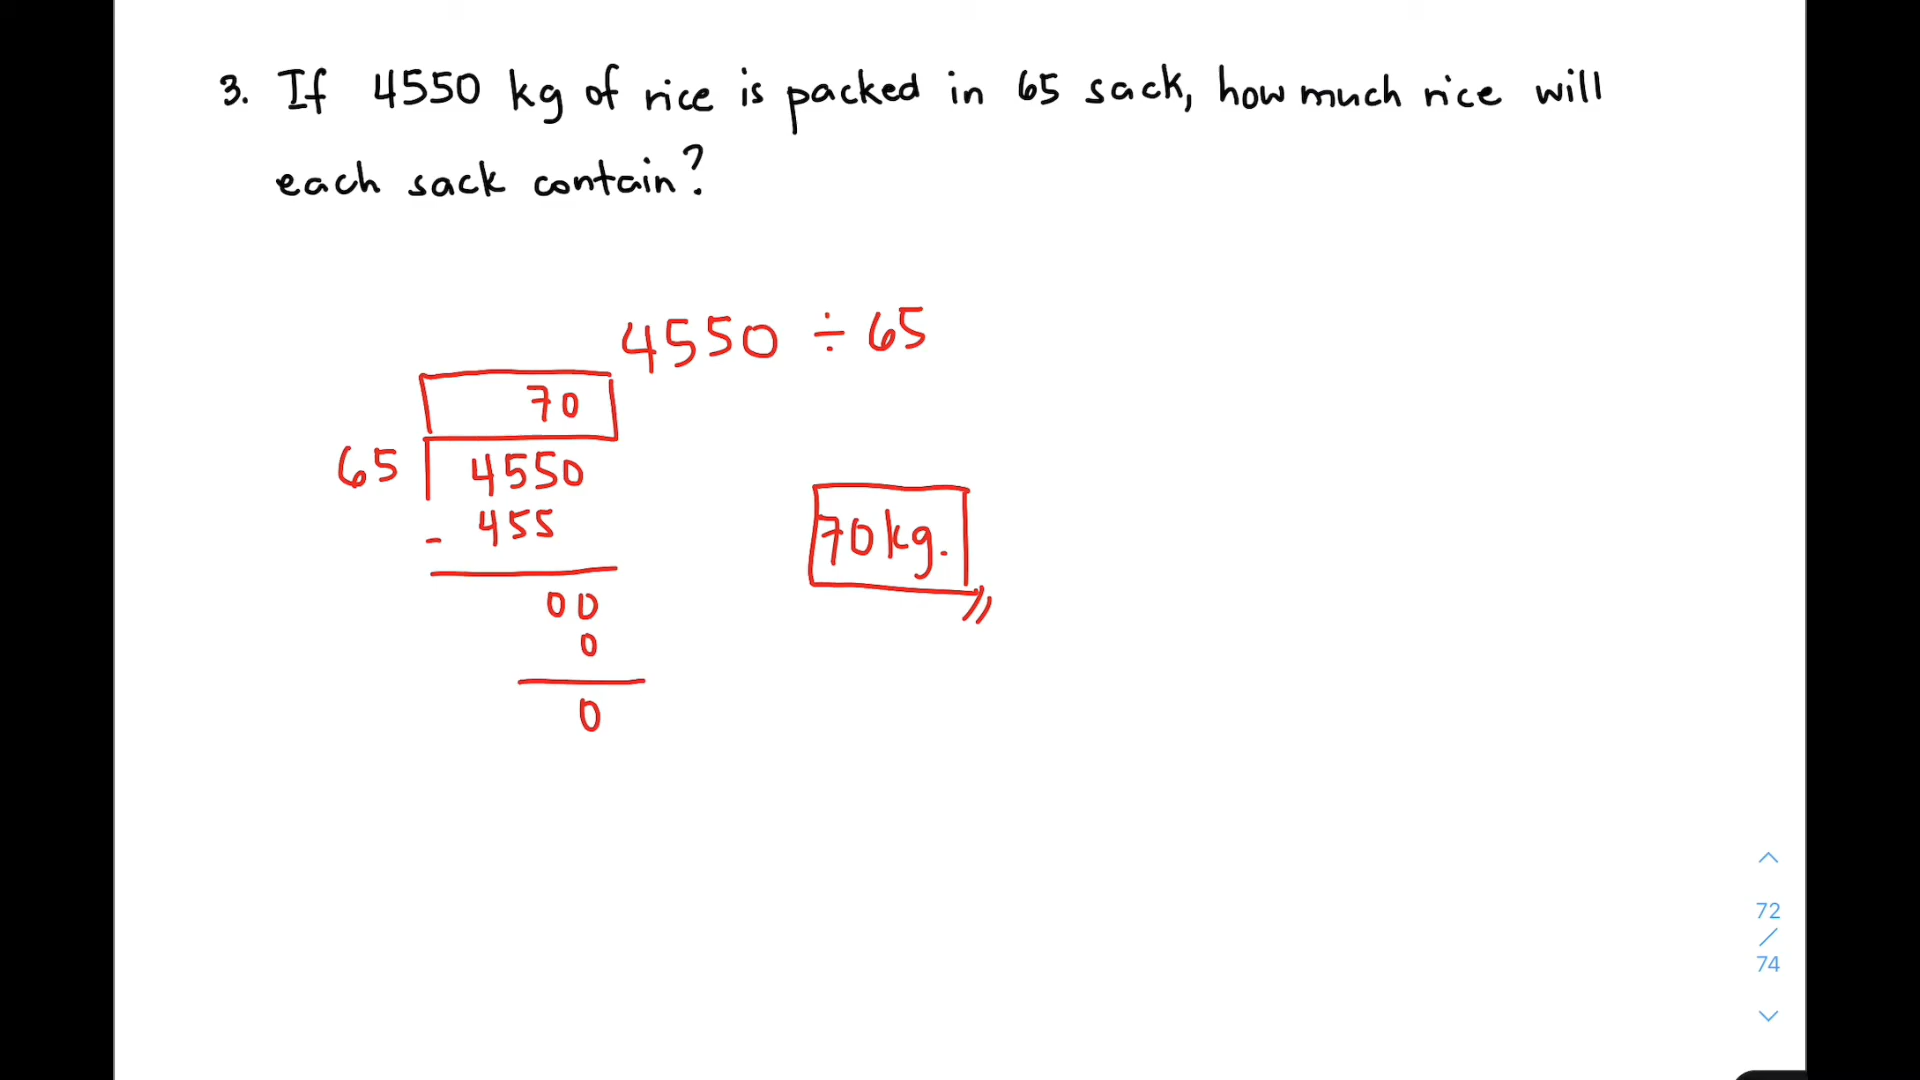 3. If 4550 kg of rice is packed in 65 sack, how much rice will
each sack contain?
4550 ÷ 65
70
65 4550
- 455
00
0
0
70kg.
72
/
74